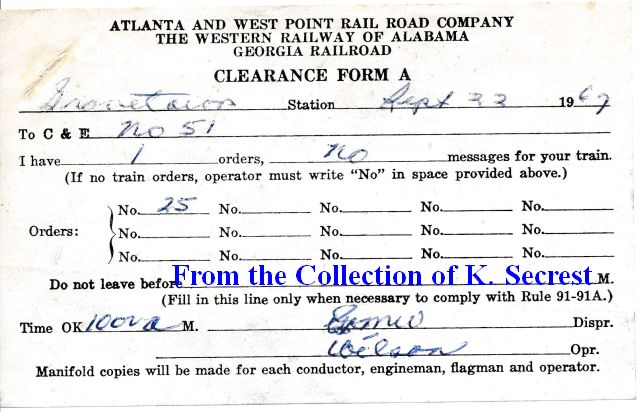 ATLANTA AND WEST POINT RAIL ROAD COMPANY
THE WESTERN RAILWAY OF ALABAMA
GEORGIA RAILROAD
CLEARANCE FORM A
Grovetown Station Sept 22 1967
To C & E No 51
I have 1 orders, No messages for your train.
(If no train orders, operator must write "No" in space provided above.)
Orders: No. 25 No. No. No. No.
No. No. No. No. No.
No. No. No. No. No.
Do not leave before From the Collection of K. Secrest M.
(Fill in this line only when necessary to comply with Rule 91-91A.)
Time OK 1000a M. Dispr.
Wilson Opr.
Manifold copies will be made for each conductor, engineman, flagman and operator.